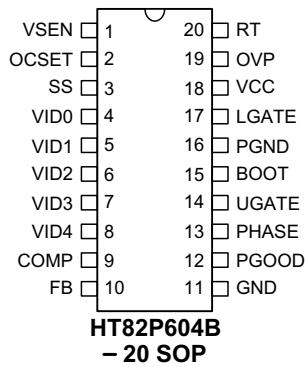 VSEN 1 20 RT
OCSET 2 19 OVP
SS 3 18 VCC
VID0 4 17 LGATE
VID1 5 16 PGND
VID2 6 15 BOOT
VID3 7 14 UGATE
VID4 8 13 PHASE
COMP 9 12 PGOOD
FB 10 11 GND
HT82P604B
– 20 SOP